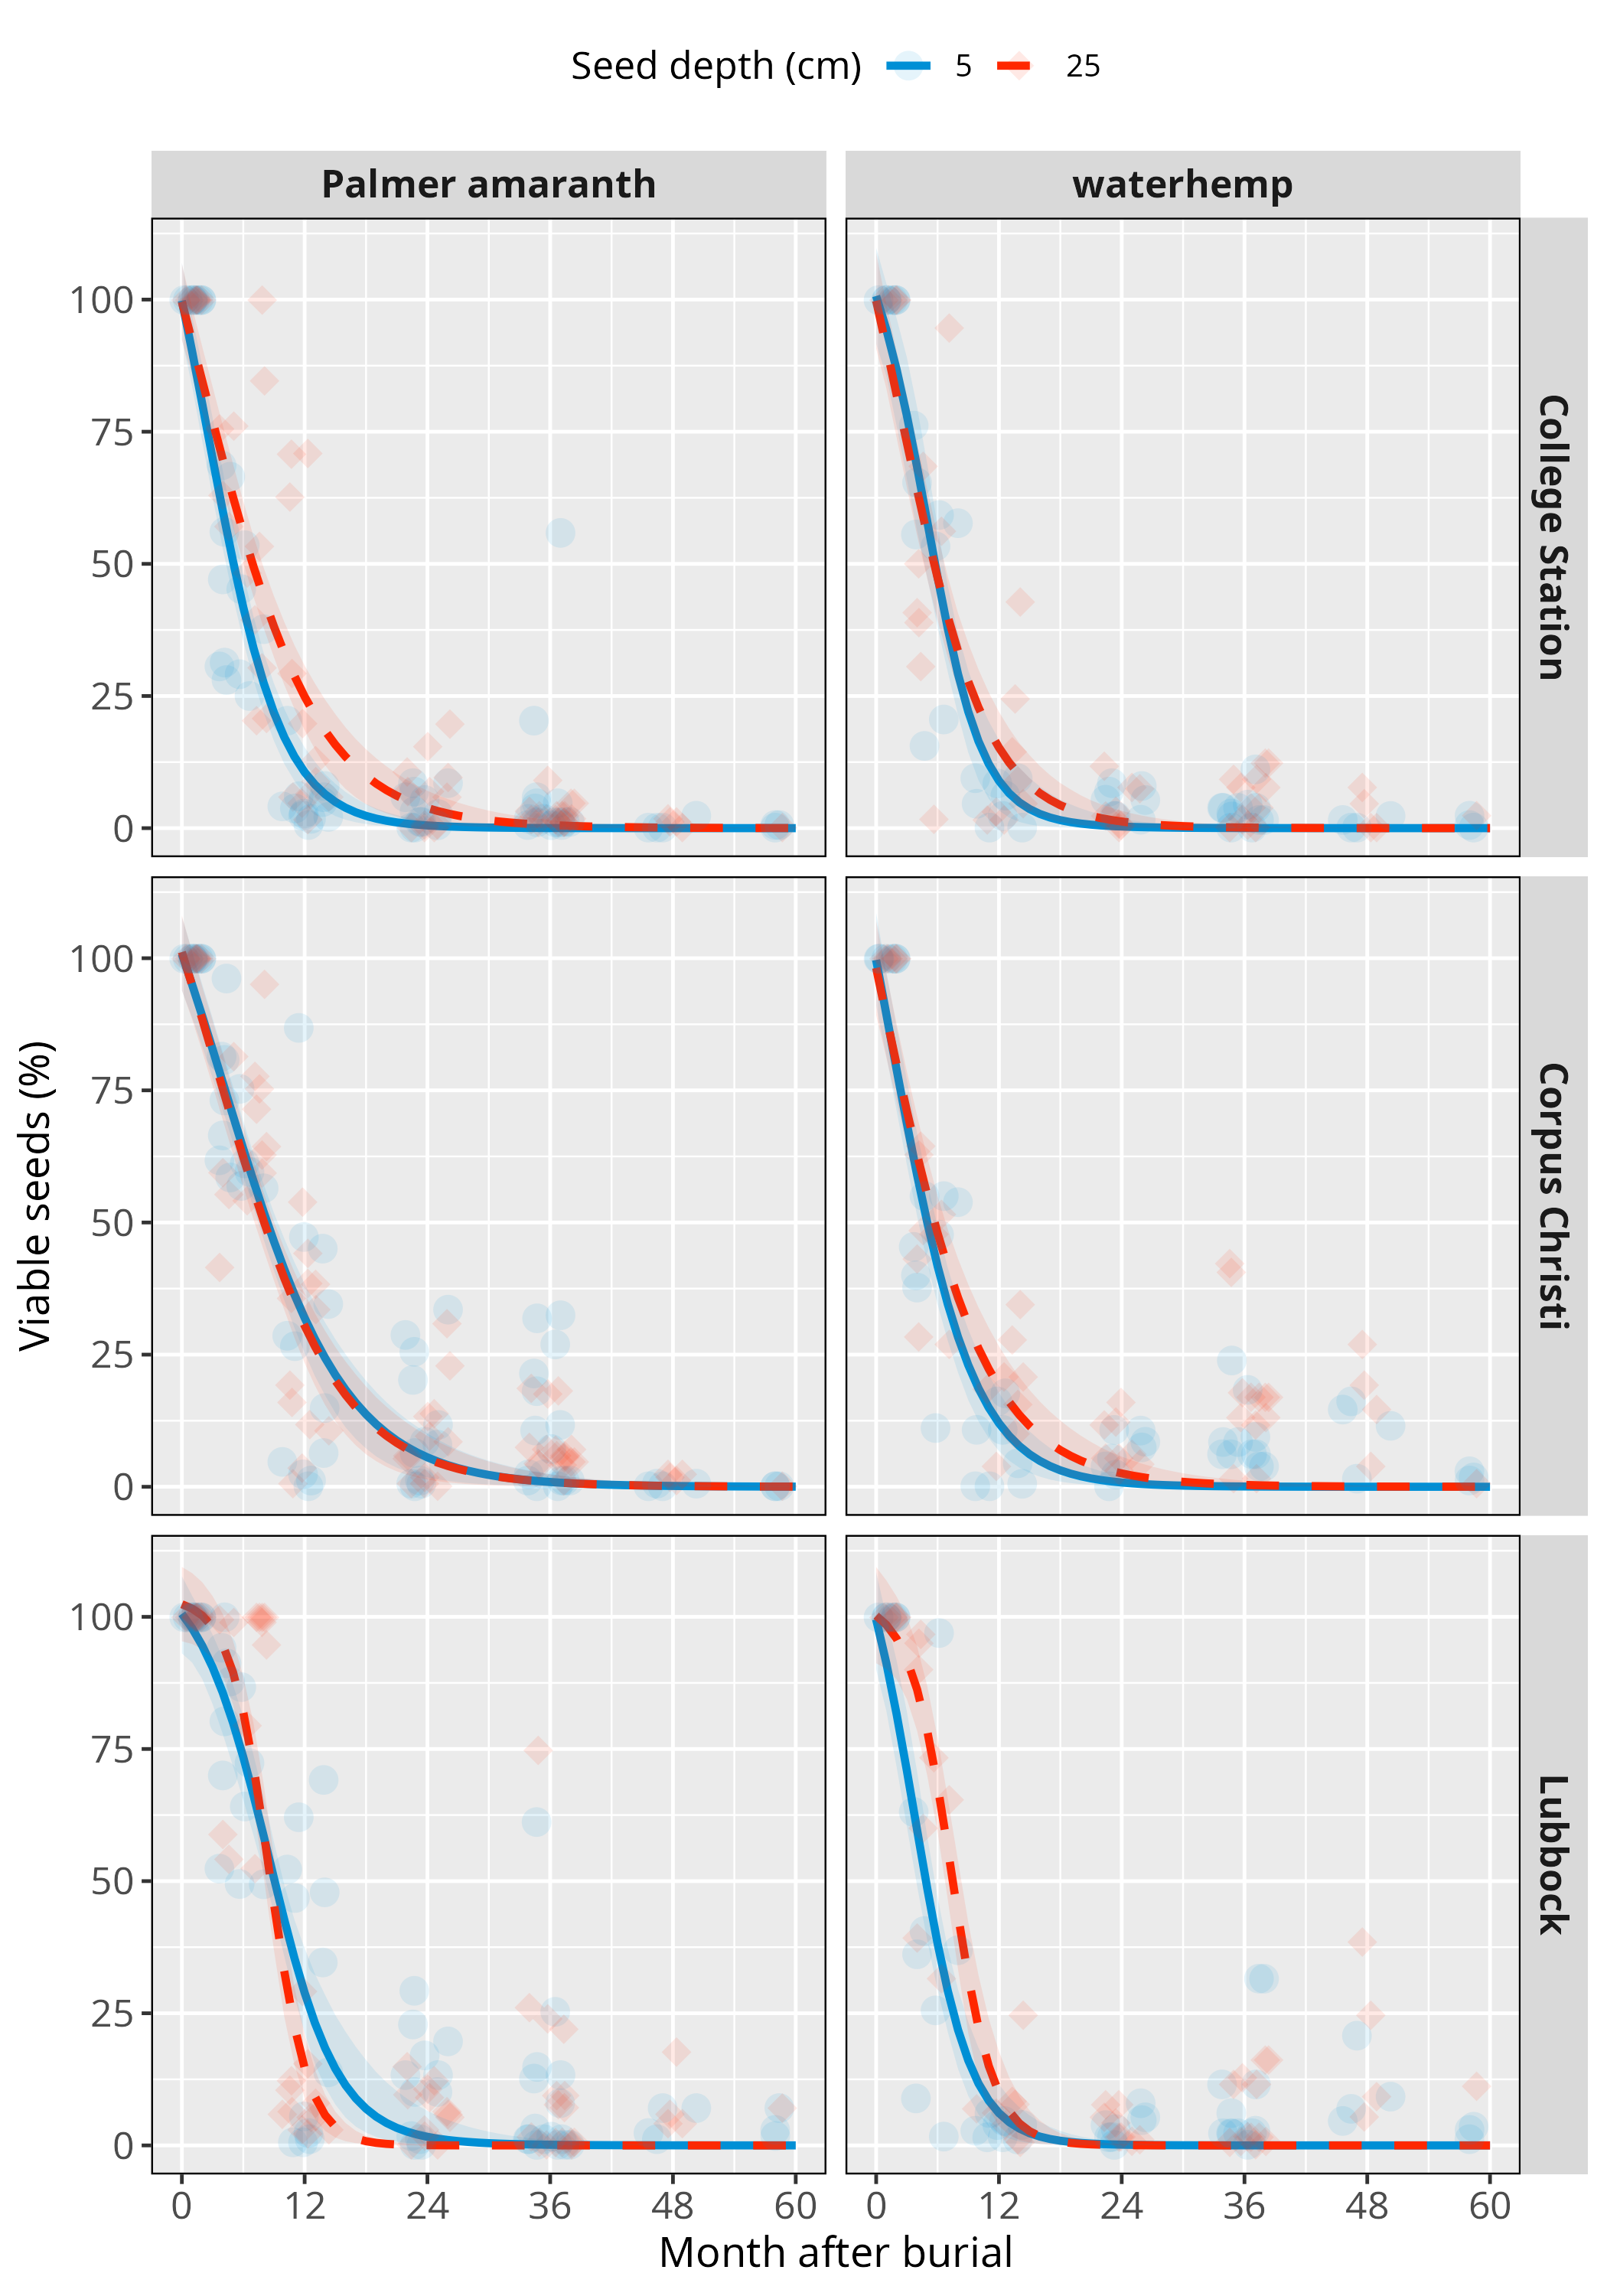 Seed depth (cm) 5 25
Palmer amaranth waterhemp
100
75
50
25
0
College Station
100
75
50
25
0
Corpus Christi
Viable seeds (%)
100
75
50
25
0
Lubbock
0 12 24 36 48 60 0 12 24 36 48 60
Month after burial